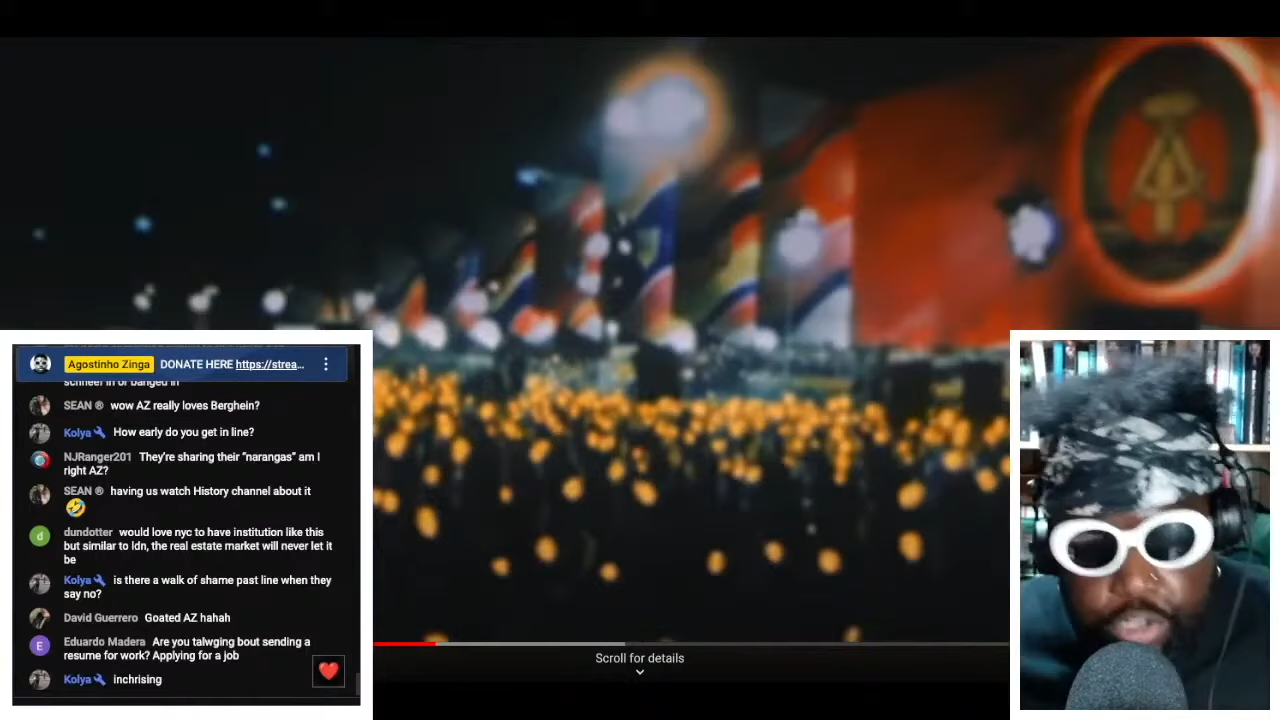 Agostinho Zinga DONATE HERE https://strea...
SEAN ® wow AZ really loves Berghein?
Kolya How early do you get in line?
NJRanger201 They're sharing their “narangas” am I
right AZ?
SEAN ® having us watch History channel about it
🤣
dundotter would love nyc to have institution like this
but similar to ldn, the real estate market will never let it
be
Kolya is there a walk of shame past line when they
say no?
David Guerrero Goated AZ hahah
E Eduardo Madera Are you talwging bout sending a
resume for work? Applying for a job
Kolya inchrising
Scroll for details